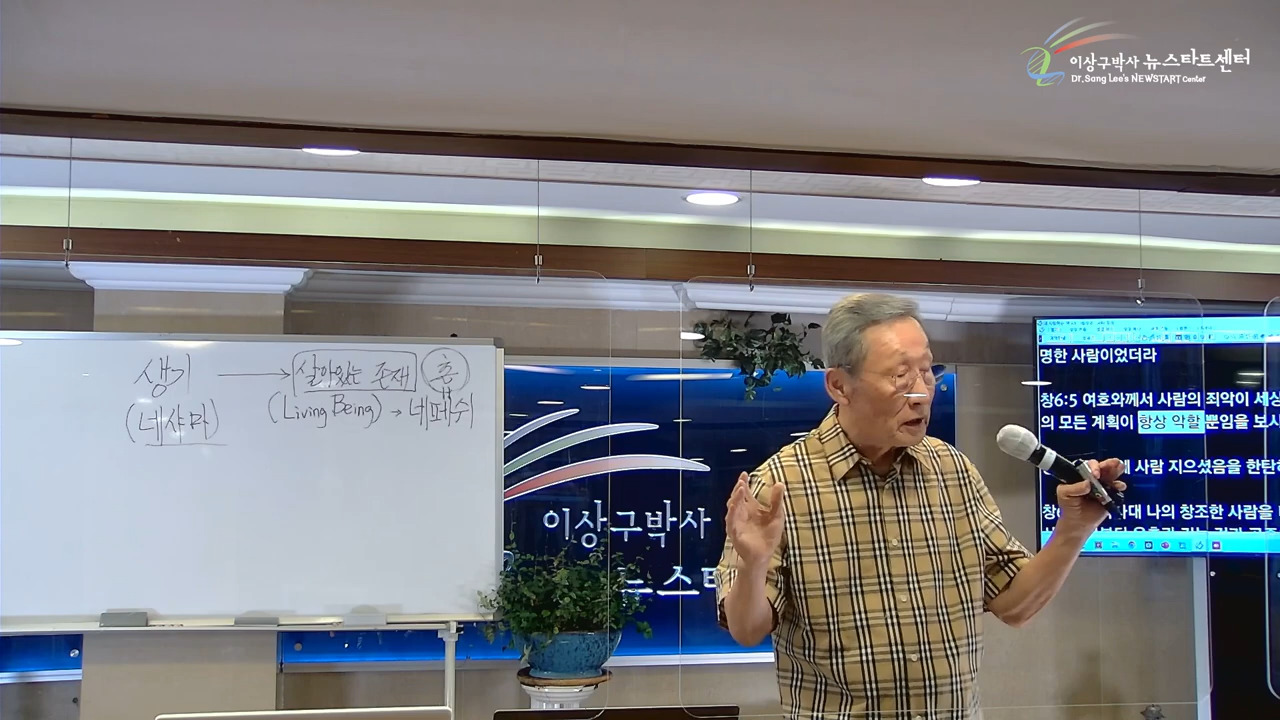 이상구박사 뉴스타트센터
Dr. Sang Lee's NEWSTART Center
생기 → 살아있는 존재 혼
(네샤마) (Living Being) → 네페쉬
명한 사람이었더라
창6:5 여호와께서 사람의 죄악이 세상
의 모든 계획이 항상 악할 뿐임을 보시
에 사람 지으셨음을 한탄하
대 나의 창조한 사람을
이상구박사
뉴스타